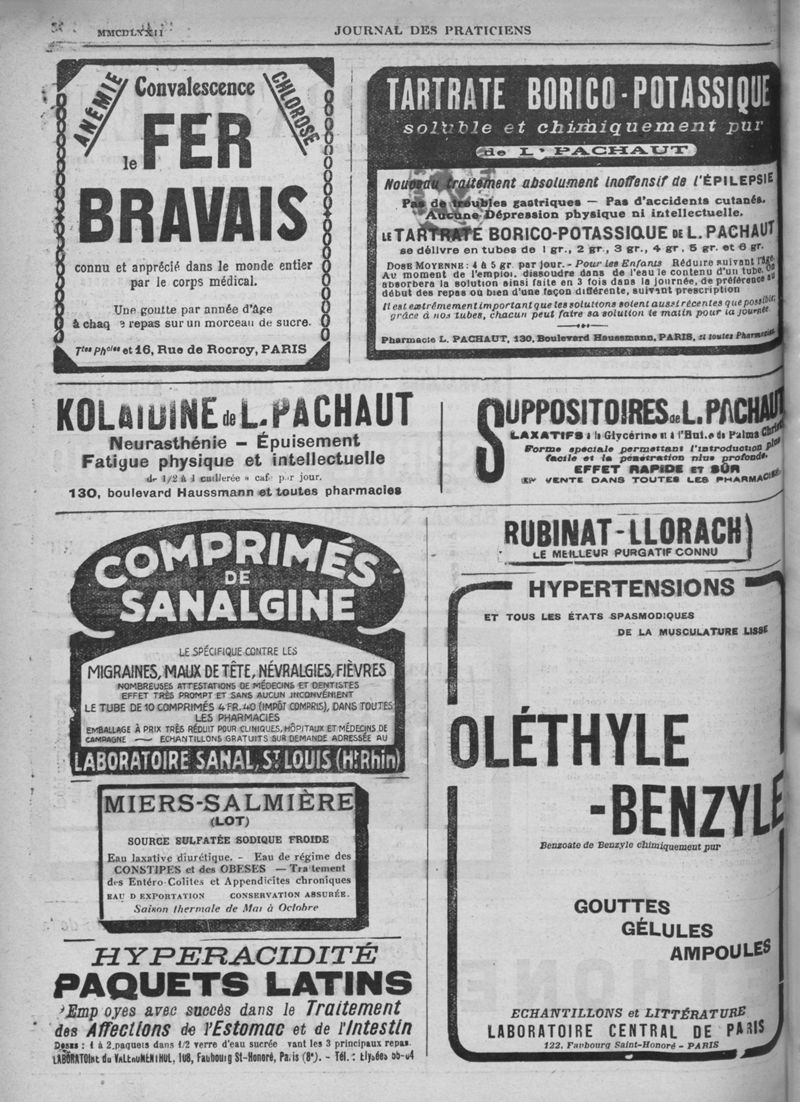 MMCDLXXII
JOURNAL DES PRATICIENS
ANÉMIE
Convalescence
CHLOROSE
le FER
BRAVAIS
connu et apprécié dans le monde entier
par le corps médical.
Une goutte par année d'âge
à chaq e repas sur un morceau de sucre.
Ttes Phcies et 16, Rue de Rocroy, PARIS
TARTRATE BORICO-POTASSIQUE
soluble et chimiquement pur
de L. PACHAUT
Nouveau traitement absolument inoffensif de l'ÉPILEPSIE
Pas de troubles gastriques — Pas d'accidents cutanés.
Aucune Dépression physique ni intellectuelle.
LE TARTRATE BORICO-POTASSIQUE DE L. PACHAUT
se délivre en tubes de 1 gr., 2 gr., 3 gr., 4 gr. 5 gr. et 6 gr.
DOSE MOYENNE : 4 à 5 gr. par jour. - Pour les Enfants Réduire suivant l'âge.
Au moment de l'emploi, dissoudre dans de l'eau le contenu d'un tube. On
absorbera la solution ainsi faite en 3 fois dans la journée, de préférence au
début des repas ou bien d'une façon différente, suivant prescription
Il est extrêmement important que les solutions soient aussi récentes que possible,
grâce à nos tubes, chacun peut faire sa solution le matin pour la journée
Pharmacie L. PACHAUT, 130, Boulevard Haussmann, PARIS, et toutes Pharmacies
KOLATDINE de L. PACHAUT
Neurasthénie — Épuisement
Fatigue physique et intellectuelle
de 1/2 à 1 cuillerée à café par jour.
130, boulevard Haussmann et toutes pharmacies
SUPPOSITOIRES de L. PACHAUT
LAXATIFS à la Glycérine et à l'Huile de Palma Christi
Forme spéciale permettant l'introduction plus
facile et la pénétration plus profonde.
EFFET RAPIDE ET SÛR
EN VENTE DANS TOUTES LES PHARMACIES
RUBINAT-LLORACH
LE MEILLEUR PURGATIF CONNU
COMPRIMÉS
DE
SANALGINE
LE SPÉCIFIQUE CONTRE LES
MIGRAINES, MAUX DE TÊTE, NÉVRALGIES, FIÈVRES
NOMBREUSES ATTESTATIONS DE MÉDECINS ET DENTISTES
EFFET TRÈS PROMPT ET SANS AUCUN INCONVÉNIENT
LE TUBE DE 10 COMPRIMÉS 4 FR. 40 (IMPÔT COMPRIS), DANS TOUTES
LES PHARMACIES
EMBALLAGE À PRIX TRÈS RÉDUIT POUR CLINIQUES, HÔPITAUX ET MÉDECINS DE
CAMPAGNE — ECHANTILLONS GRATUITS SUR DEMANDE ADRESSÉE AU
LABORATOIRE SANAL, St LOUIS (Ht Rhin)
MIERS-SALMIÈRE
(LOT)
SOURCE SULFATÉE SODIQUE FROIDE
Eau laxative diurétique. - Eau de régime des
CONSTIPES et des OBESES — Traitement
des Entéro-Colites et Appendicites chroniques
EAU D EXPORTATION CONSERVATION ASSURÉE.
Saison thermale de Mai à Octobre
HYPERACIDITÉ
PAQUETS LATINS
Emp oyes avec succès dans le Traitement
des Affections de l'Estomac et de l'Intestin
Doses : 1 à 2 paquets dans 1/2 verre d'eau sucrée vant les 3 principaux repas.
108, Faubourg St-Honoré, Paris (8e). - Tél. : Elysées
HYPERTENSIONS
ET TOUS LES ÉTATS SPASMODIQUES
DE LA MUSCULATURE LISSE
OLÉTHYLE
-BENZYLE
Benzoate de Benzyle chimiquement pur
GOUTTES
GÉLULES
AMPOULES
ECHANTILLONS et LITTÉRATURE
LABORATOIRE CENTRAL DE PARIS
122, Faubourg Saint-Honoré - PARIS